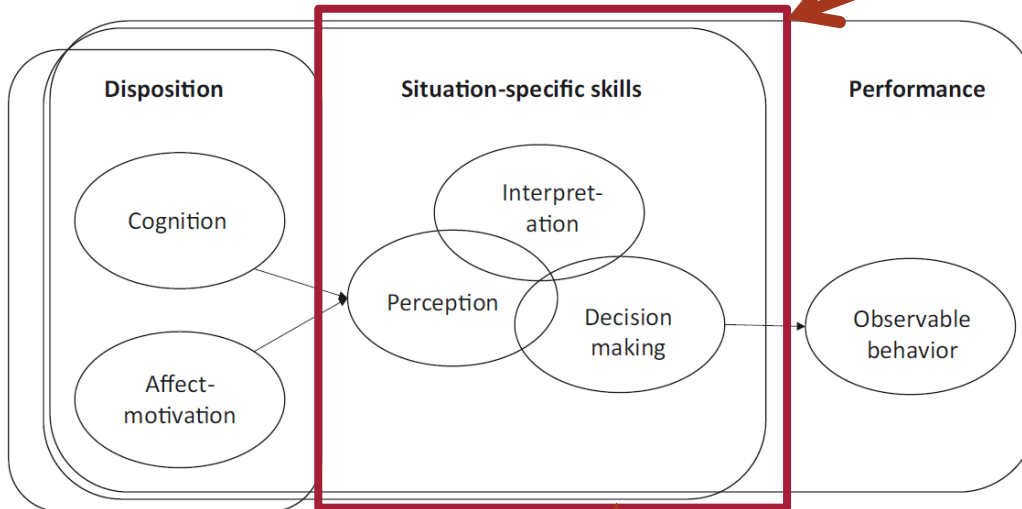 Disposition
Situation-specific skills
Performance
Cognition
Affect-
motivation
Interpret-
ation
Perception
Decision
making
Observable
behavior